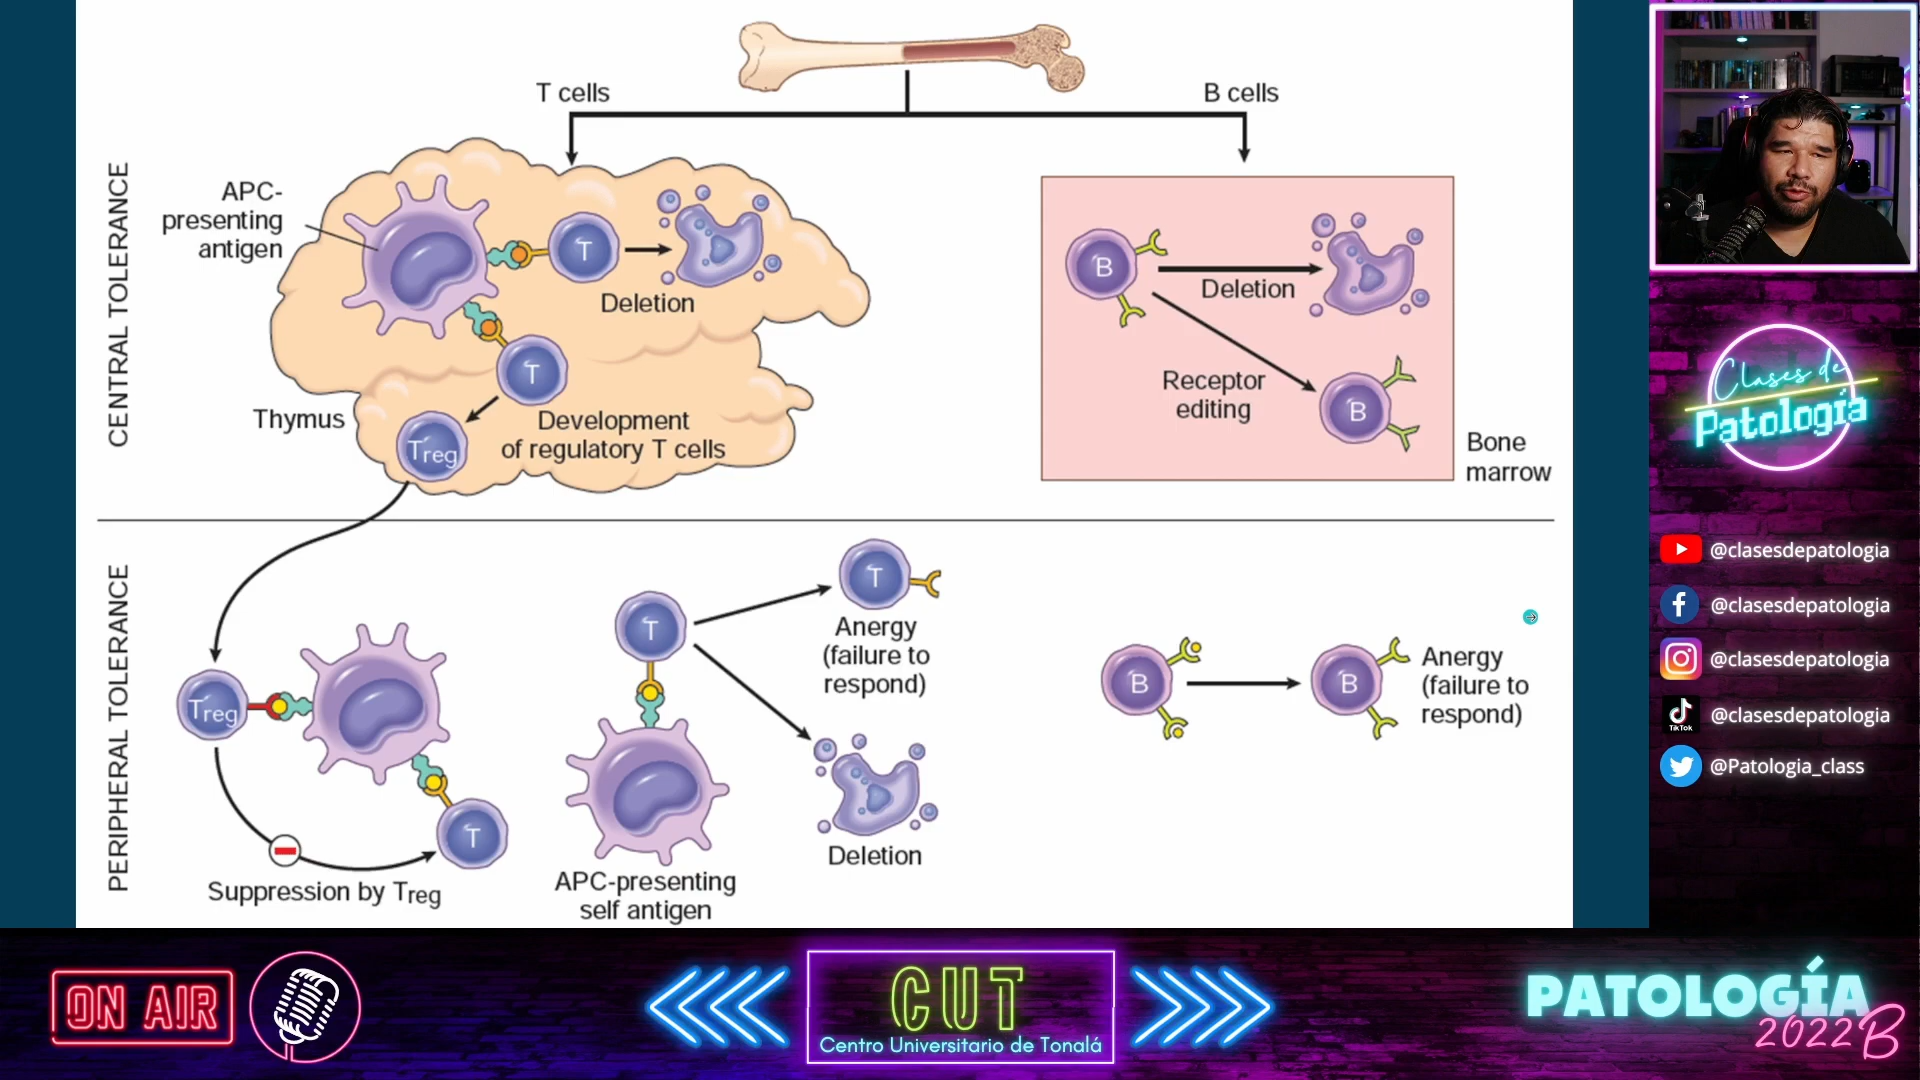 T cells
B cells
CENTRAL TOLERANCE
APC-
presenting
antigen
T
Deletion
T
Thymus
Development
of regulatory T cells
Treg
B
Deletion
Receptor
editing
B
Bone
marrow
PERIPHERAL TOLERANCE
Treg
T
Suppression by Treg
T
APC-presenting
self antigen
T
Anergy
(failure to
respond)
Deletion
B
B
Anergy
(failure to
respond)
Clases de
Patología
@clasesdepatologia
@clasesdepatologia
@clasesdepatologia
TikTok
@clasesdepatologia
@Patologia_class
ON AIR
CUT
Centro Universitario de Tonalá
PATOLOGÍA
2022B